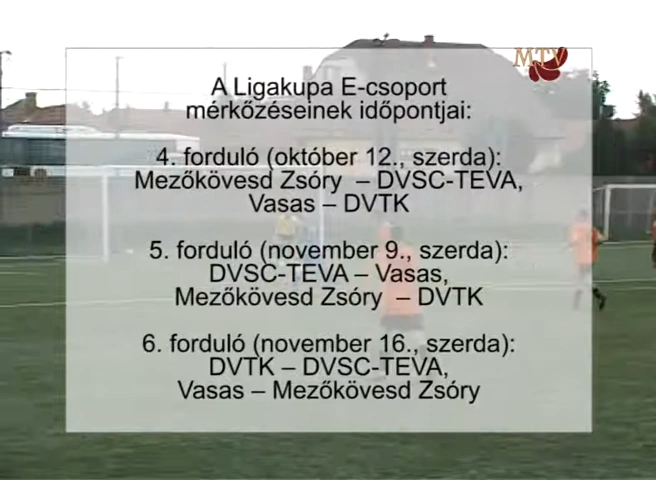 MTV
A Ligakupa E-csoport
mérkőzéseinek időpontjai:
4. forduló (október 12., szerda):
Mezőkövesd Zsóry – DVSC-TEVA,
Vasas – DVTK
5. forduló (november 9., szerda):
DVSC-TEVA – Vasas,
Mezőkövesd Zsóry – DVTK
6. forduló (november 16., szerda):
DVTK – DVSC-TEVA,
Vasas – Mezőkövesd Zsóry